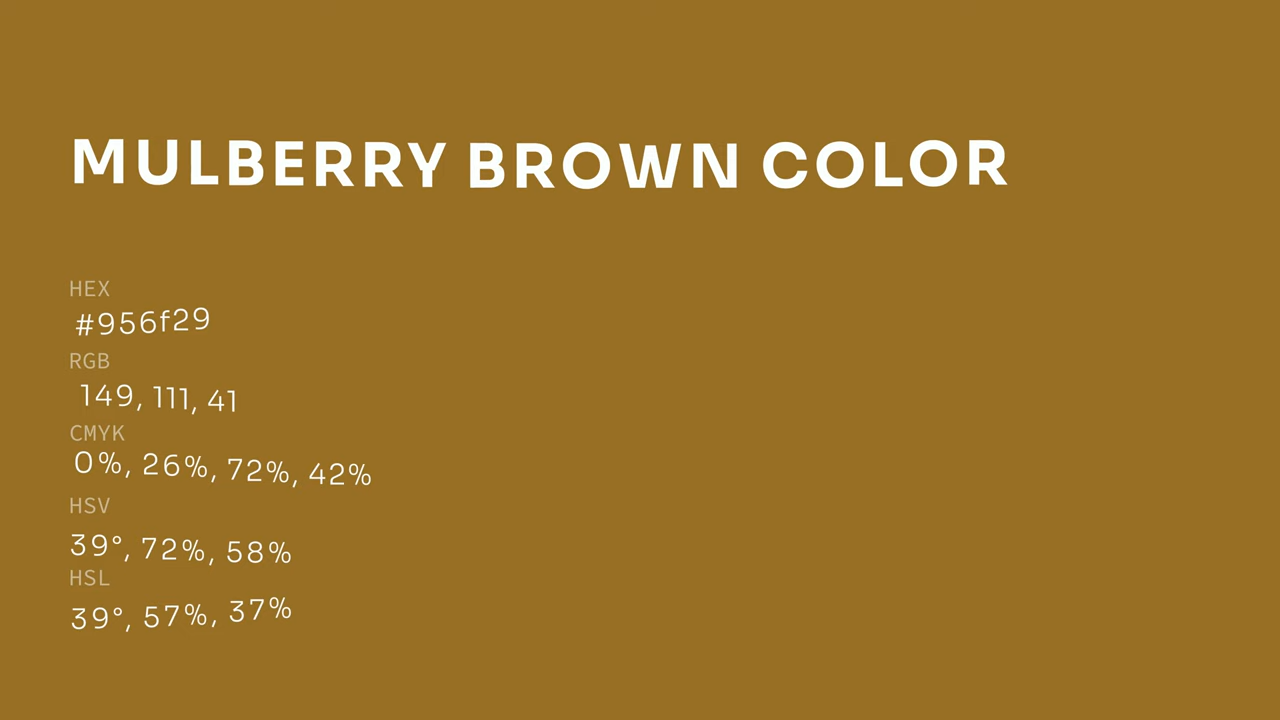 MULBERRY BROWN COLOR
HEX
#956f29
RGB
149, 111, 41
CMYK
0%, 26%, 72%, 42%
HSV
39°, 72%, 58%
HSL
39°, 57%, 37%